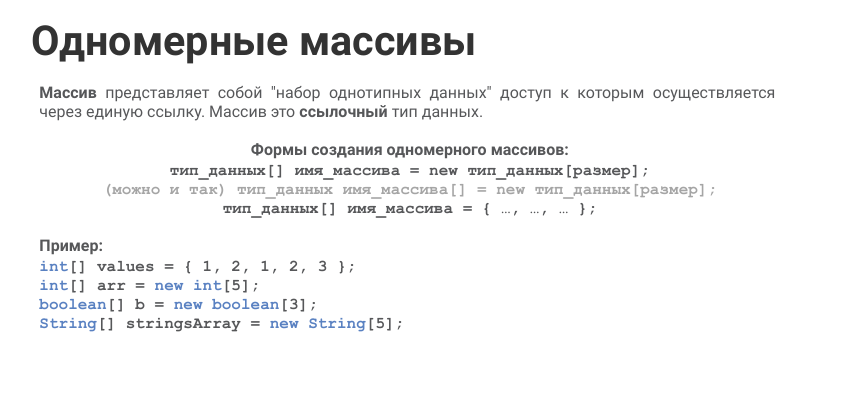 Одномерные массивы
Массив представляет собой "набор однотипных данных" доступ к которым осуществляется
через единую ссылку. Массив это ссылочный тип данных.
Формы создания одномерного массивов:
тип_данных[] имя_массива = new тип_данных[размер];
(можно и так) тип_данных имя_массива[] = new тип_данных[размер];
тип_данных[] имя_массива = { …, …, … };
Пример:
int[] values = { 1, 2, 1, 2, 3 };
int[] arr = new int[5];
boolean[] b = new boolean[3];
String[] stringsArray = new String[5];